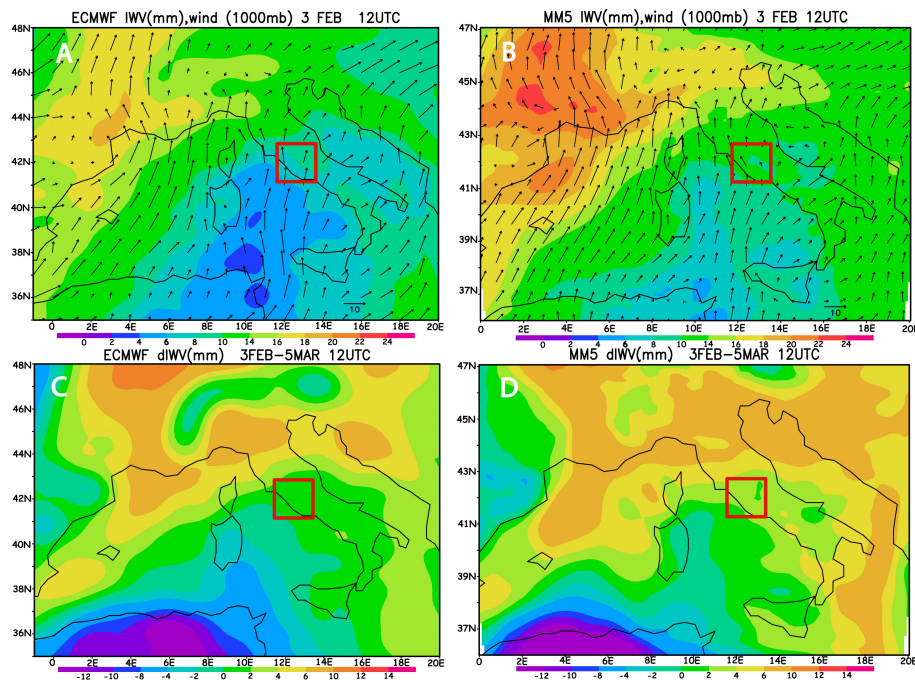 ECMWF IWV(mm),wind (1000mb) 3 FEB 12UTC
A
48N
46N
44N
42N
40N
38N
36N
10
0 2E 4E 6E 8E 10E 12E 14E 16E 18E 20E
0 2 4 6 8 10 14 16 18 20 22 24
MM5 IWV(mm),wind (1000mb) 3 FEB 12UTC
B
47N
45N
43N
41N
39N
37N
10
0 2E 4E 6E 8E 10E 12E 14E 16E 18E 20E
0 2 4 6 8 10 14 16 18 20 22 24
ECMWF dIWV(mm) 3FEB-5MAR 12UTC
C
48N
46N
44N
42N
40N
38N
36N
0 2E 4E 6E 8E 10E 12E 14E 16E 18E 20E
-12 -10 -8 -6 -4 -2 0 2 4 6 10 12 14
MM5 dIWV(mm) 3FEB-5MAR 12UTC
D
47N
45N
43N
41N
39N
37N
0 2E 4E 6E 8E 10E 12E 14E 16E 18E 20E
-12 -10 -8 -6 -4 -2 0 2 4 6 10 12 14